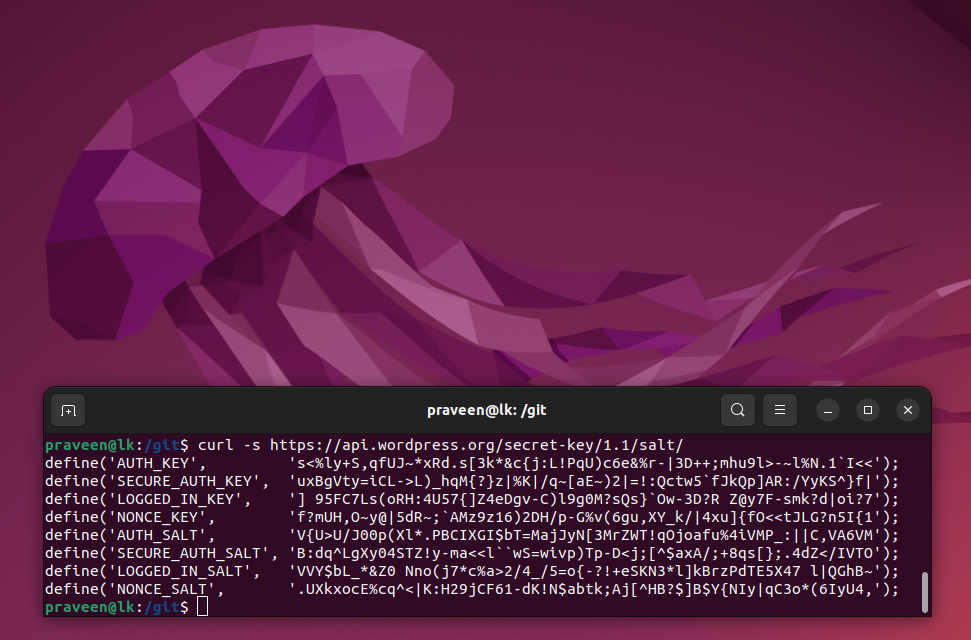 praveen@lk: /git
praveen@lk:/git$ curl -s https://api.wordpress.org/secret-key/1.1/salt/
define('AUTH_KEY',         's<%ly+S,qfUJ~*xRd.s[3k*&c{j:L!PqU)c6e&%r-|3D++;mhu9l>-~l%N.1`I<<');
define('SECURE_AUTH_KEY',  'uxBgVty=iCL->L)_hqM{?}z|%K|/q~[aE~)2|=!:Qctw5`fJkQp]AR:/YyKS^}f|');
define('LOGGED_IN_KEY',    '] 95FC7Ls(oRH:4U57{]Z4eDgv-C)l9g0M?sQs}`Ow-3D?R Z@y7F-smk?d|oi?7');
define('NONCE_KEY',        'f?mUH,O~y@|5dR~;`AMz9z16)2DH/p-G%v(6gu,XY_k/|4xu]{fO<<tJLG?n5I{1');
define('AUTH_SALT',        'V{U>U/J00p(Xl*.PBCIXGI$bT=MajJyN[3MrZWT!qOjoafu%4iVMP_:||C,VA6VM');
define('SECURE_AUTH_SALT', 'B:dq^LgXy04STZ!y-ma<<l``wS=wivp)Tp-D<j;[^$axA/;+8qs[};.4dZ</IVTO');
define('LOGGED_IN_SALT',   'VVY$bL_*&Z0 Nno(j7*c%a>2/4_/5=o{-?!+eSKN3*l]kBrzPdTE5X47 l|QGhB~');
define('NONCE_SALT',       '.UXkxocE%cq^<|K:H29jCF61-dK!N$abtk;Aj[^HB?$]B$Y{NIy|qC3o*(6IyU4,');
praveen@lk:/git$